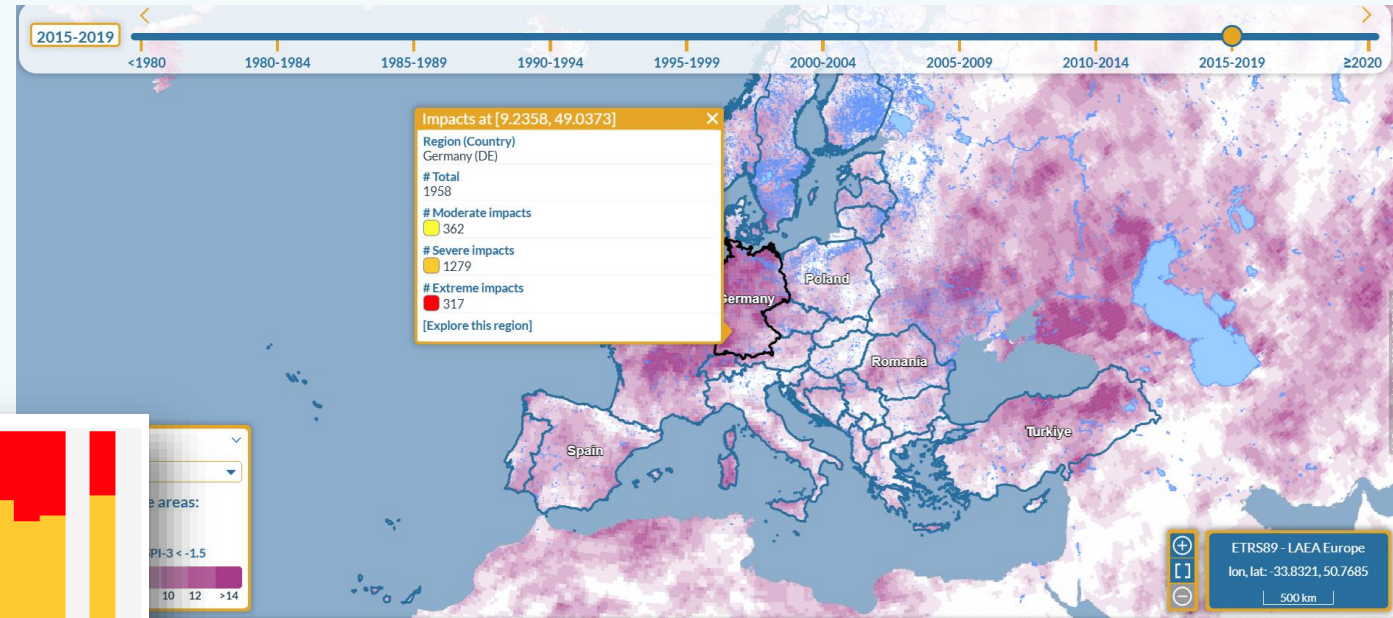 2015-2019
<1980 1980-1984 1985-1989 1990-1994 1995-1999 2000-2004 2005-2009 2010-2014 2015-2019 ≥2020
Impacts at [9.2358, 49.0373]
Region (Country)
Germany (DE)
# Total
1958
# Moderate impacts
362
# Severe impacts
1279
# Extreme impacts
317
[Explore this region]
Poland
Germany
Romania
Turkiye
Spain
areas:
SPI-3 < -1.5
10 12 >14
ETRS89 - LAEA Europe
lon, lat: -33.8321, 50.7685
500 km